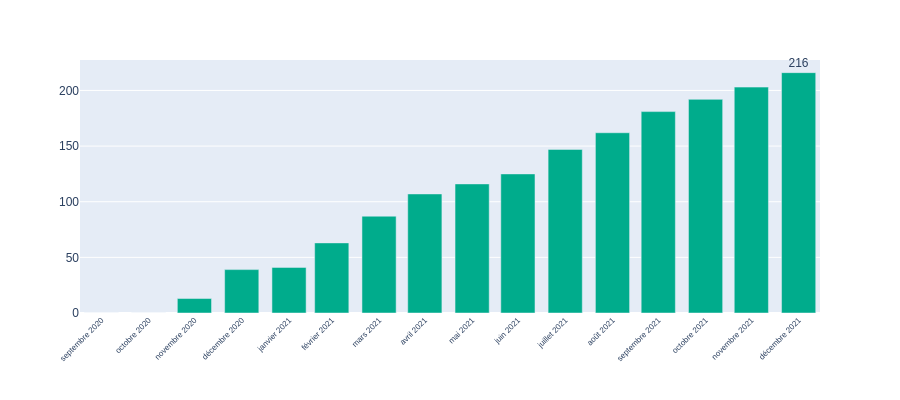 216
200
150
100
50
0
septembre 2020
octobre 2020
novembre 2020
décembre 2020
janvier 2021
février 2021
mars 2021
avril 2021
mai 2021
juin 2021
juillet 2021
août 2021
septembre 2021
octobre 2021
novembre 2021
décembre 2021